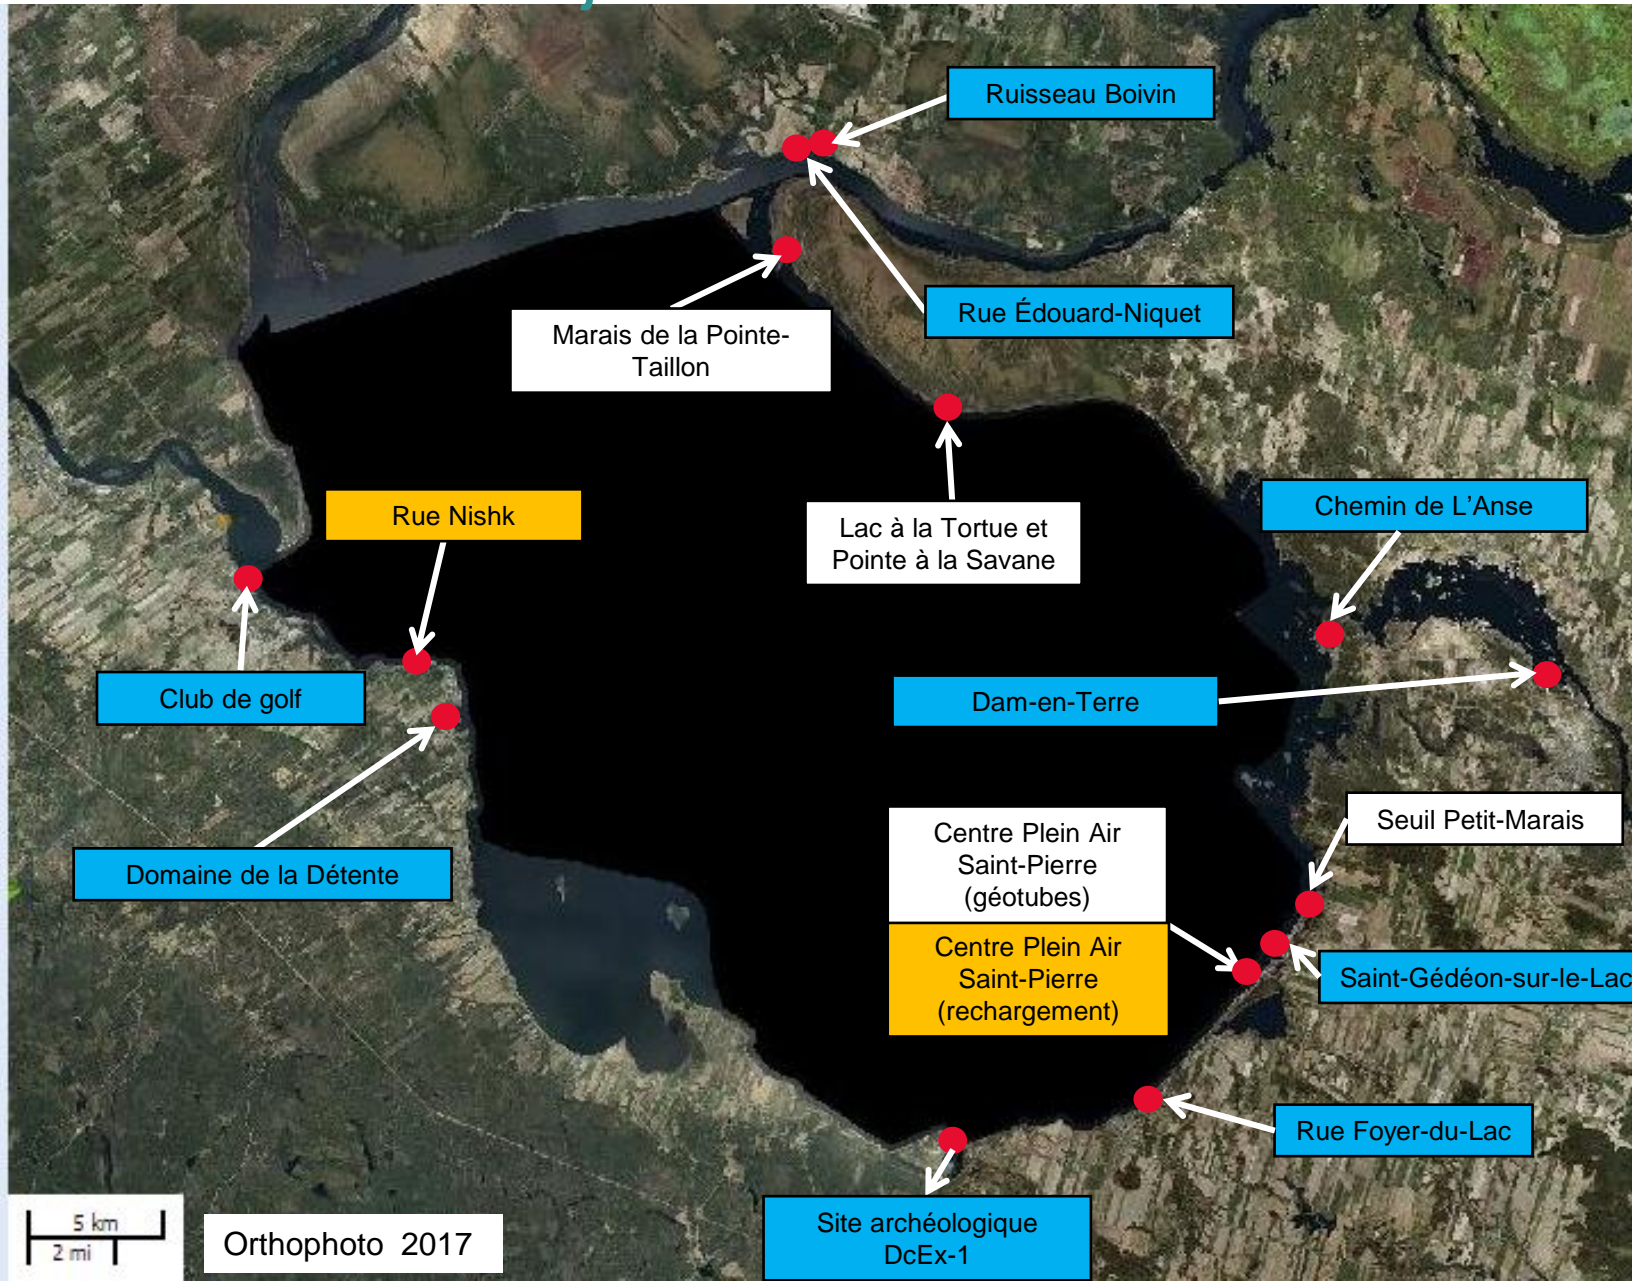 Ruisseau Boivin
Rue Édouard-Niquet
Marais de la Pointe-
Taillon
Rue Nishk
Lac à la Tortue et
Pointe à la Savane
Chemin de L'Anse
Club de golf
Dam-en-Terre
Domaine de la Détente
Centre Plein Air
Saint-Pierre
(géotubes)
Seuil Petit-Marais
Centre Plein Air
Saint-Pierre
(rechargement)
Saint-Gédéon-sur-le-Lac
Rue Foyer-du-Lac
Site archéologique
DcEx-1
5 km
2 mi
Orthophoto 2017